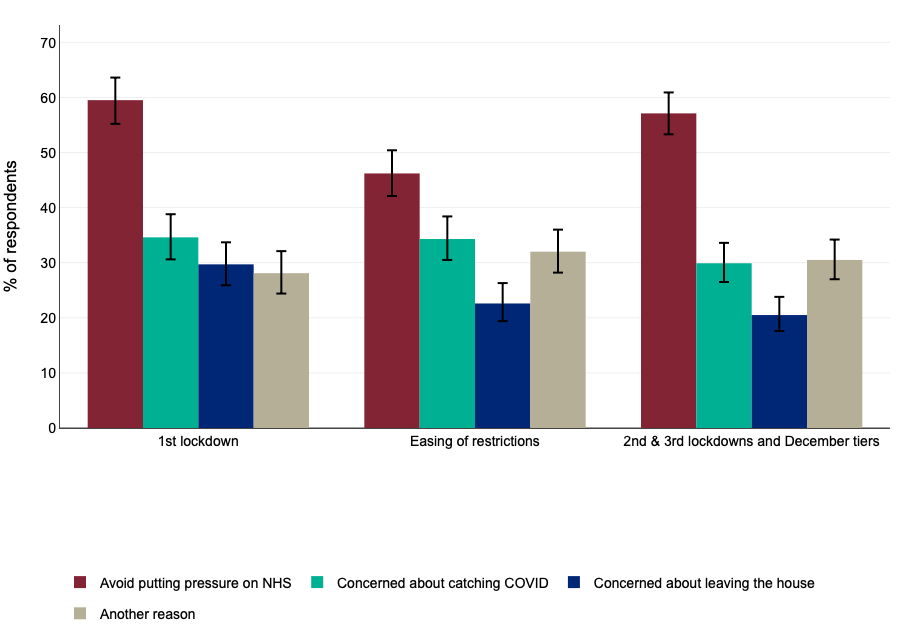 70
60
50
40
30
20
10
0
% of respondents
1st lockdown
Easing of restrictions
2nd & 3rd lockdowns and December tiers
Avoid putting pressure on NHS
Concerned about catching COVID
Concerned about leaving the house
Another reason